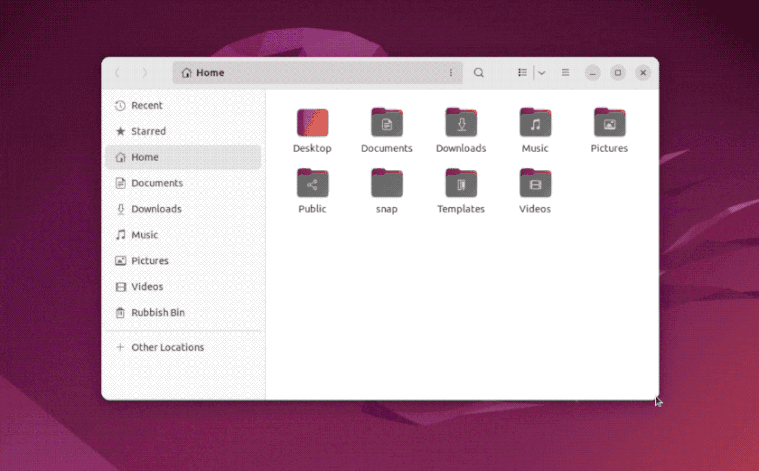 Home
Recent
Starred
Home
Documents
Downloads
Music
Pictures
Videos
Rubbish Bin
Other Locations
Desktop Documents Downloads Music Pictures
Public snap Templates Videos